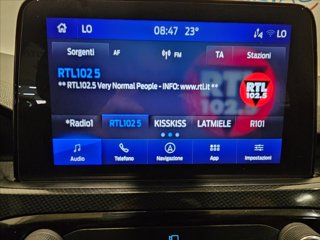 LO 08:47 23° LO
Sorgenti AF FM TA Stazioni
RTL102 5
** RTL102.5 Very Normal People - INFO: www.rtl.it **
RTL
102.5
*Radio1 RTL102 5 KISSKISS LATMIELE R101
Audio Telefono Navigazione App Impostazioni